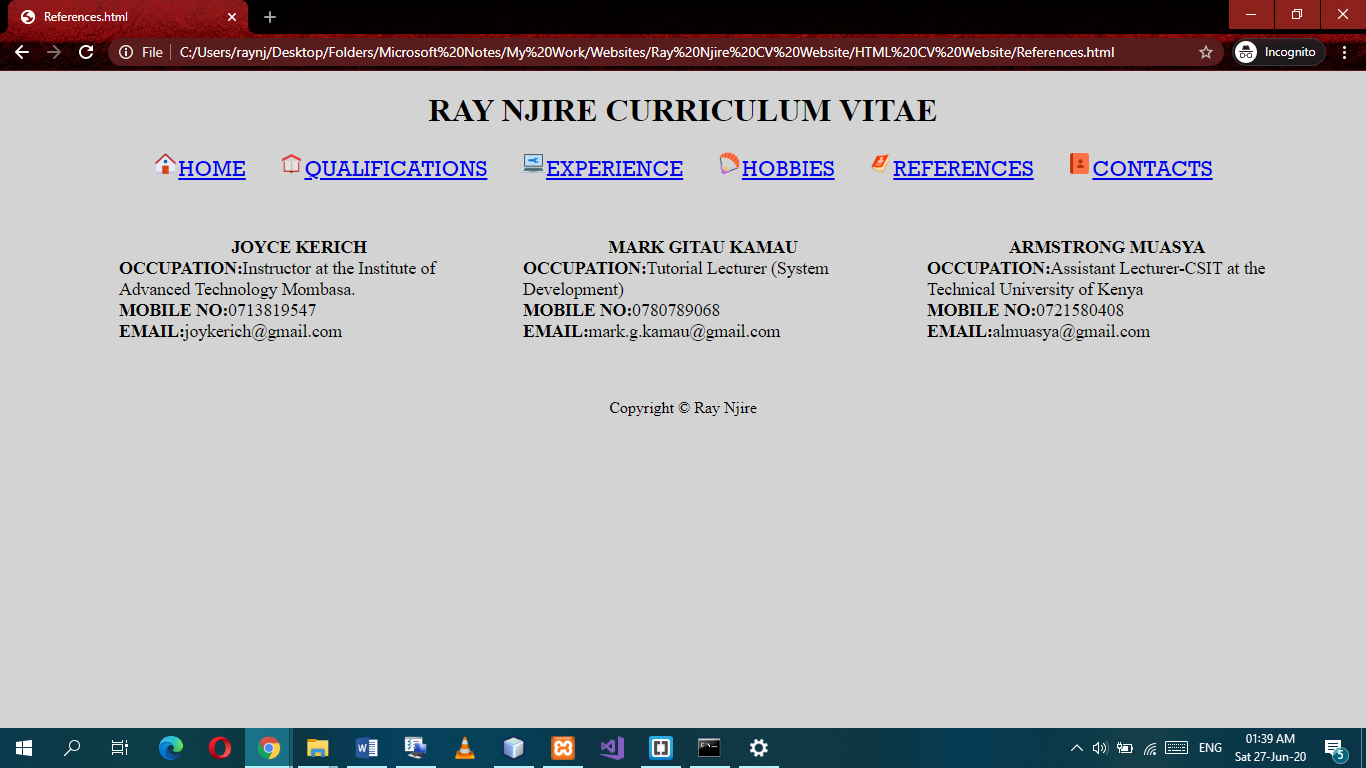 References.html
File
C:/Users/raynj/Desktop/Folders/Microsoft%20Notes/My%20Work/Websites/Ray%20Njire%20CV%20Website/HTML%20CV%20Website/References.html
Incognito
RAY NJIRE CURRICULUM VITAE
HOME QUALIFICATIONS EXPERIENCE HOBBIES REFERENCES CONTACTS
JOYCE KERICH
OCCUPATION:Instructor at the Institute of
Advanced Technology Mombasa.
MOBILE NO:0713819547
EMAIL:joykerich@gmail.com
MARK GITAU KAMAU
OCCUPATION:Tutorial Lecturer (System
Development)
MOBILE NO:0780789068
EMAIL:mark.g.kamau@gmail.com
ARMSTRONG MUASYA
OCCUPATION:Assistant Lecturer-CSIT at the
Technical University of Kenya
MOBILE NO:0721580408
EMAIL:almuasya@gmail.com
Copyright © Ray Njire
ENG
01:39 AM
Sat 27-Jun-20
5